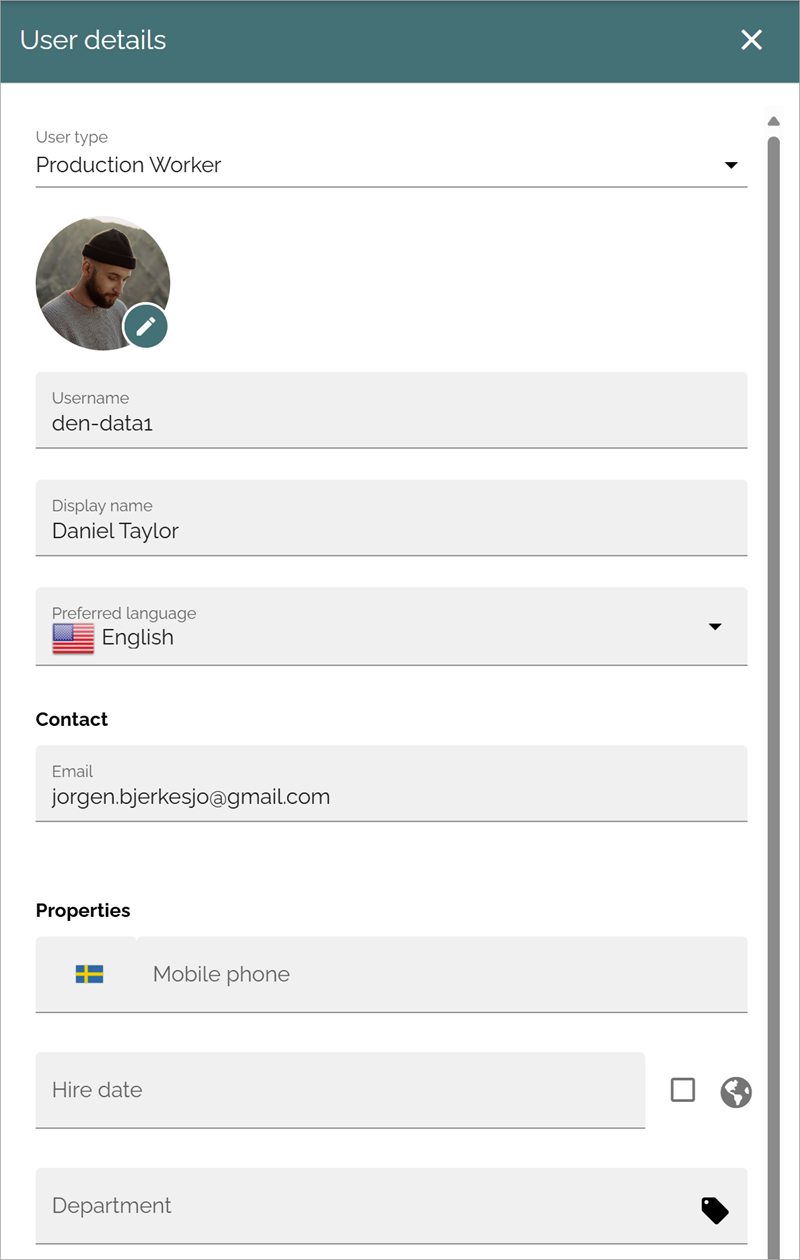 User details
User type
Production Worker
Username
den-data1
Display name
Daniel Taylor
Preferred language
English
Contact
Email
jorgen.bjerkesjo@gmail.com
Properties
Mobile phone
Hire date
Department